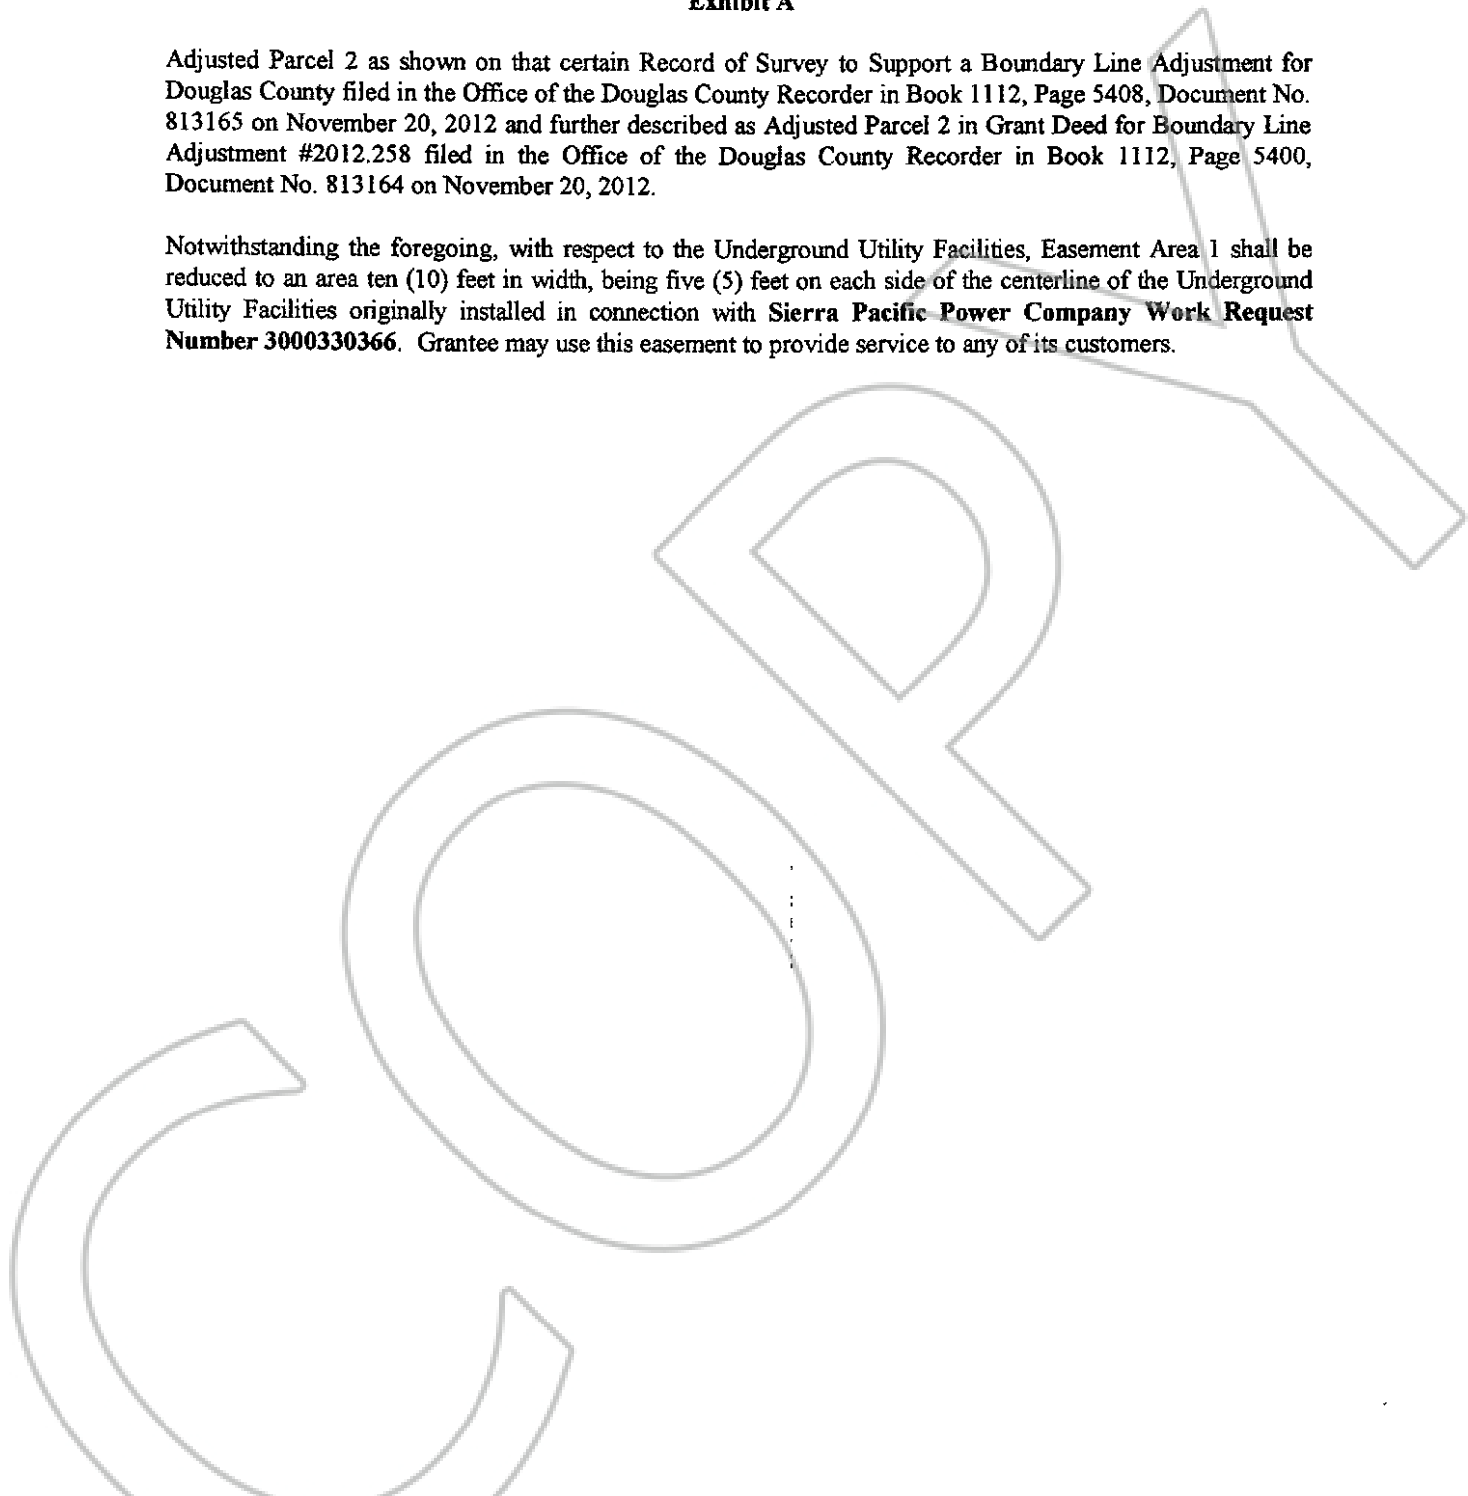 Exhibit A
Adjusted Parcel 2 as shown on that certain Record of Survey to Support a Boundary Line Adjustment for
Douglas County filed in the Office of the Douglas County Recorder in Book 1112, Page 5408, Document No.
813165 on November 20, 2012 and further described as Adjusted Parcel 2 in Grant Deed for Boundary Line
Adjustment #2012.258 filed in the Office of the Douglas County Recorder in Book 1112, Page 5400,
Document No. 813164 on November 20, 2012.
Notwithstanding the foregoing, with respect to the Underground Utility Facilities, Easement Area 1 shall be
reduced to an area ten (10) feet in width, being five (5) feet on each side of the centerline of the Underground
Utility Facilities originally installed in connection with Sierra Pacific Power Company Work Request
Number 3000330366. Grantee may use this easement to provide service to any of its customers.
COPY